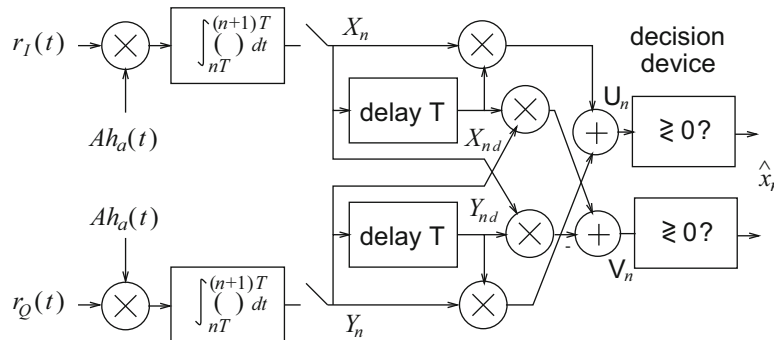 r_I(t)
Ah_a(t)
∫_{nT}^{(n+1)T} ( ) dt
X_n
delay T
X_{nd}
decision
device
U_n
≷ 0?
x̂_n
Ah_a(t)
r_Q(t)
∫_{nT}^{(n+1)T} ( ) dt
Y_n
delay T
Y_{nd}
-
V_n
≷ 0?